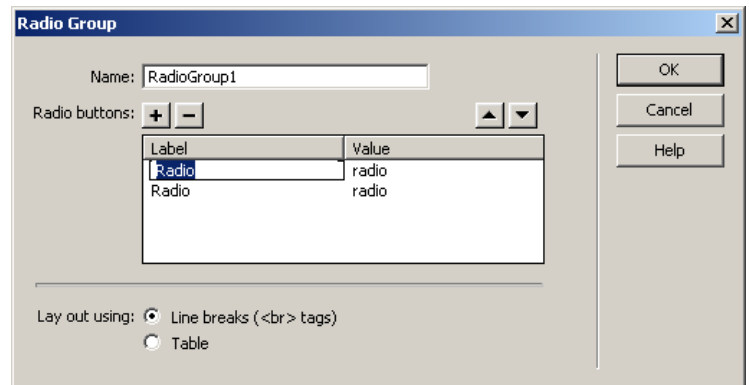 Radio Group
Name: RadioGroup1
OK
Radio buttons:
Cancel
Label Value
Help
Radio radio
Radio radio
Lay out using: Line breaks (<br> tags)
Table